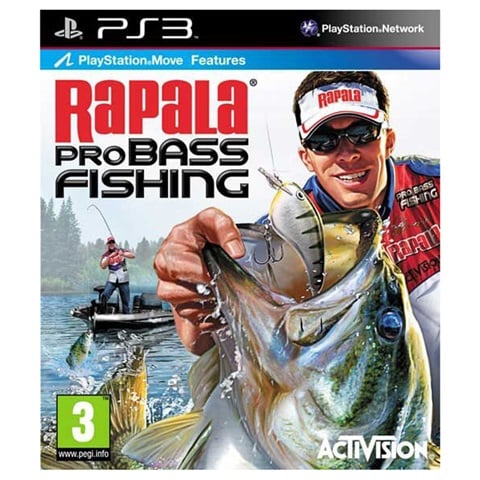 PS3 PlayStation®Network
PlayStation®Move Features
RAPALA®
PRO BASS
FISHING
RAPALA
PRO BASS
FISHING
RAPALA
3
www.pegi.info
ACTIVISION